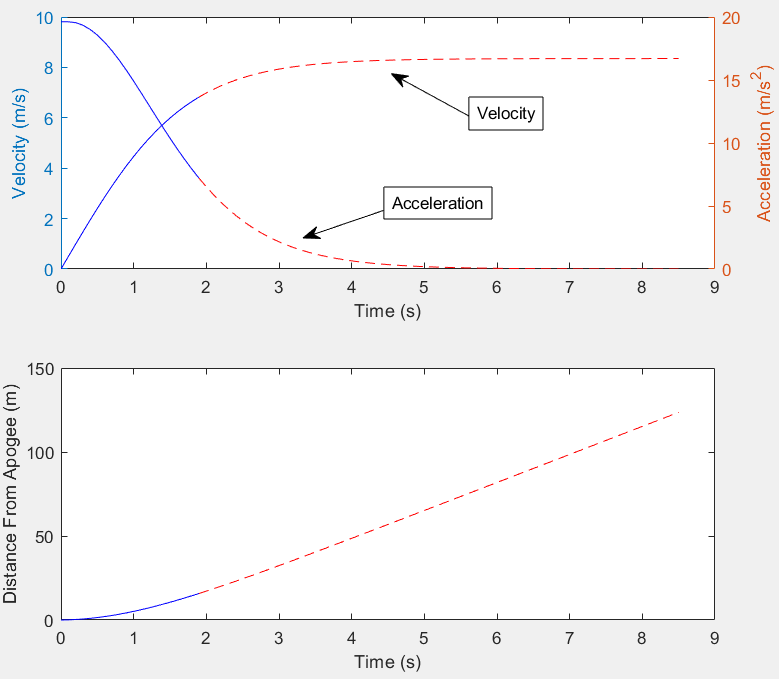 10
8
6
4
2
0
Velocity (m/s)
20
15
10
5
0
Acceleration (m/s²)
Velocity
Acceleration
0 1 2 3 4 5 6 7 8 9
Time (s)
150
100
50
0
Distance From Apogee (m)
0 1 2 3 4 5 6 7 8 9
Time (s)